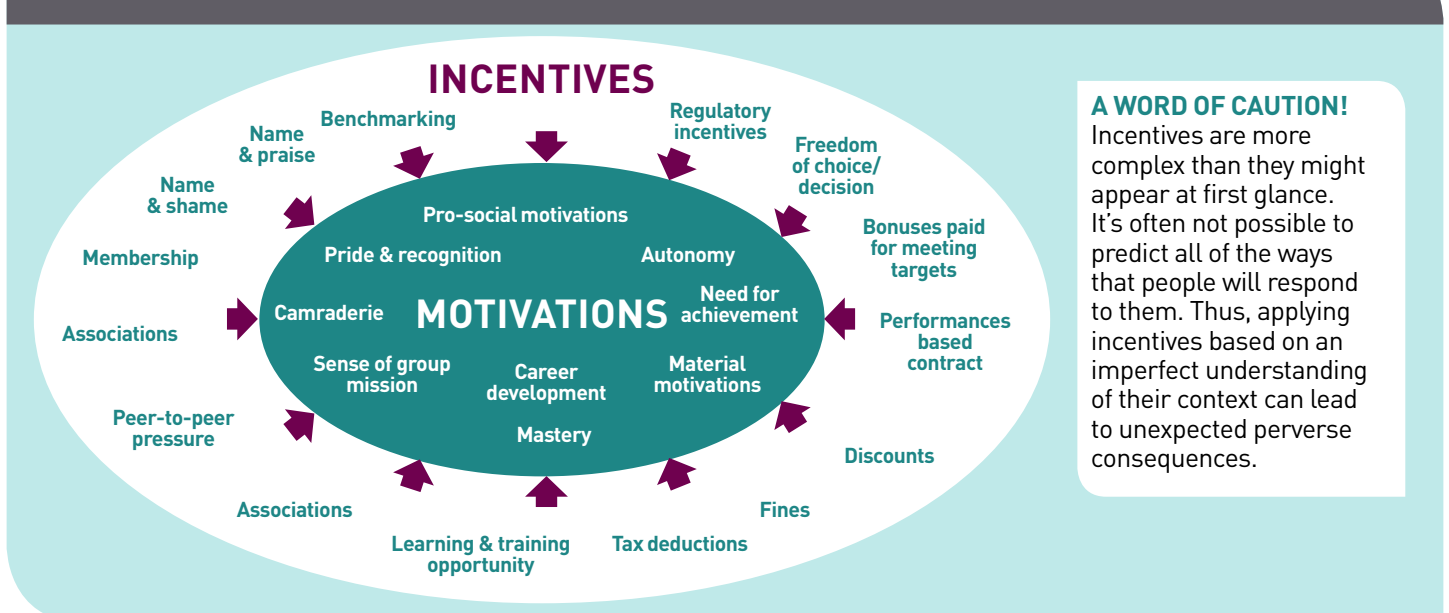 INCENTIVES
Benchmarking
Name
& praise
Name
& shame
Membership
Associations
Peer-to-peer
pressure
Associations
Learning & training
opportunity
Tax deductions
Fines
Discounts
Performances
based
contract
Bonuses paid
for meeting
targets
Freedom
of choice/
decision
Regulatory
incentives
Pro-social motivations
Pride & recognition
Autonomy
Camraderie
MOTIVATIONS
Need for
achievement
Sense of group
mission
Career
development
Material
motivations
Mastery
A WORD OF CAUTION!
Incentives are more
complex than they might
appear at first glance.
It’s often not possible to
predict all of the ways
that people will respond
to them. Thus, applying
incentives based on an
imperfect understanding
of their context can lead
to unexpected perverse
consequences.